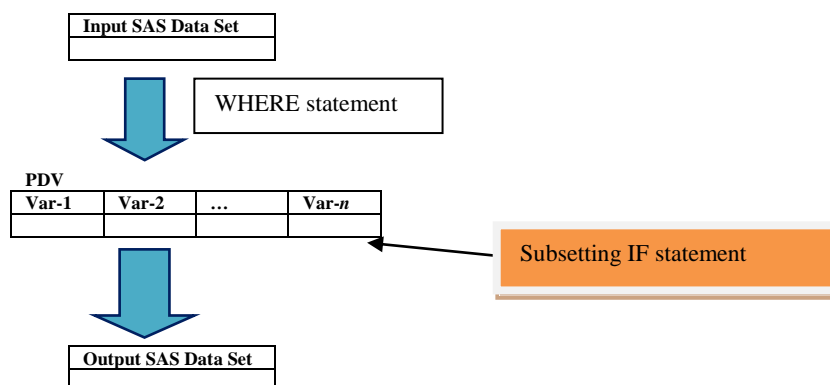 Input SAS Data Set
WHERE statement
PDV
Var-1 Var-2 … Var-n
Subsetting IF statement
Output SAS Data Set